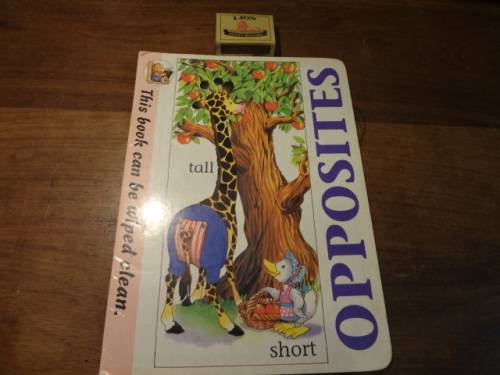 LION
This book can be wiped clean.
tall
short
OPPOSITES